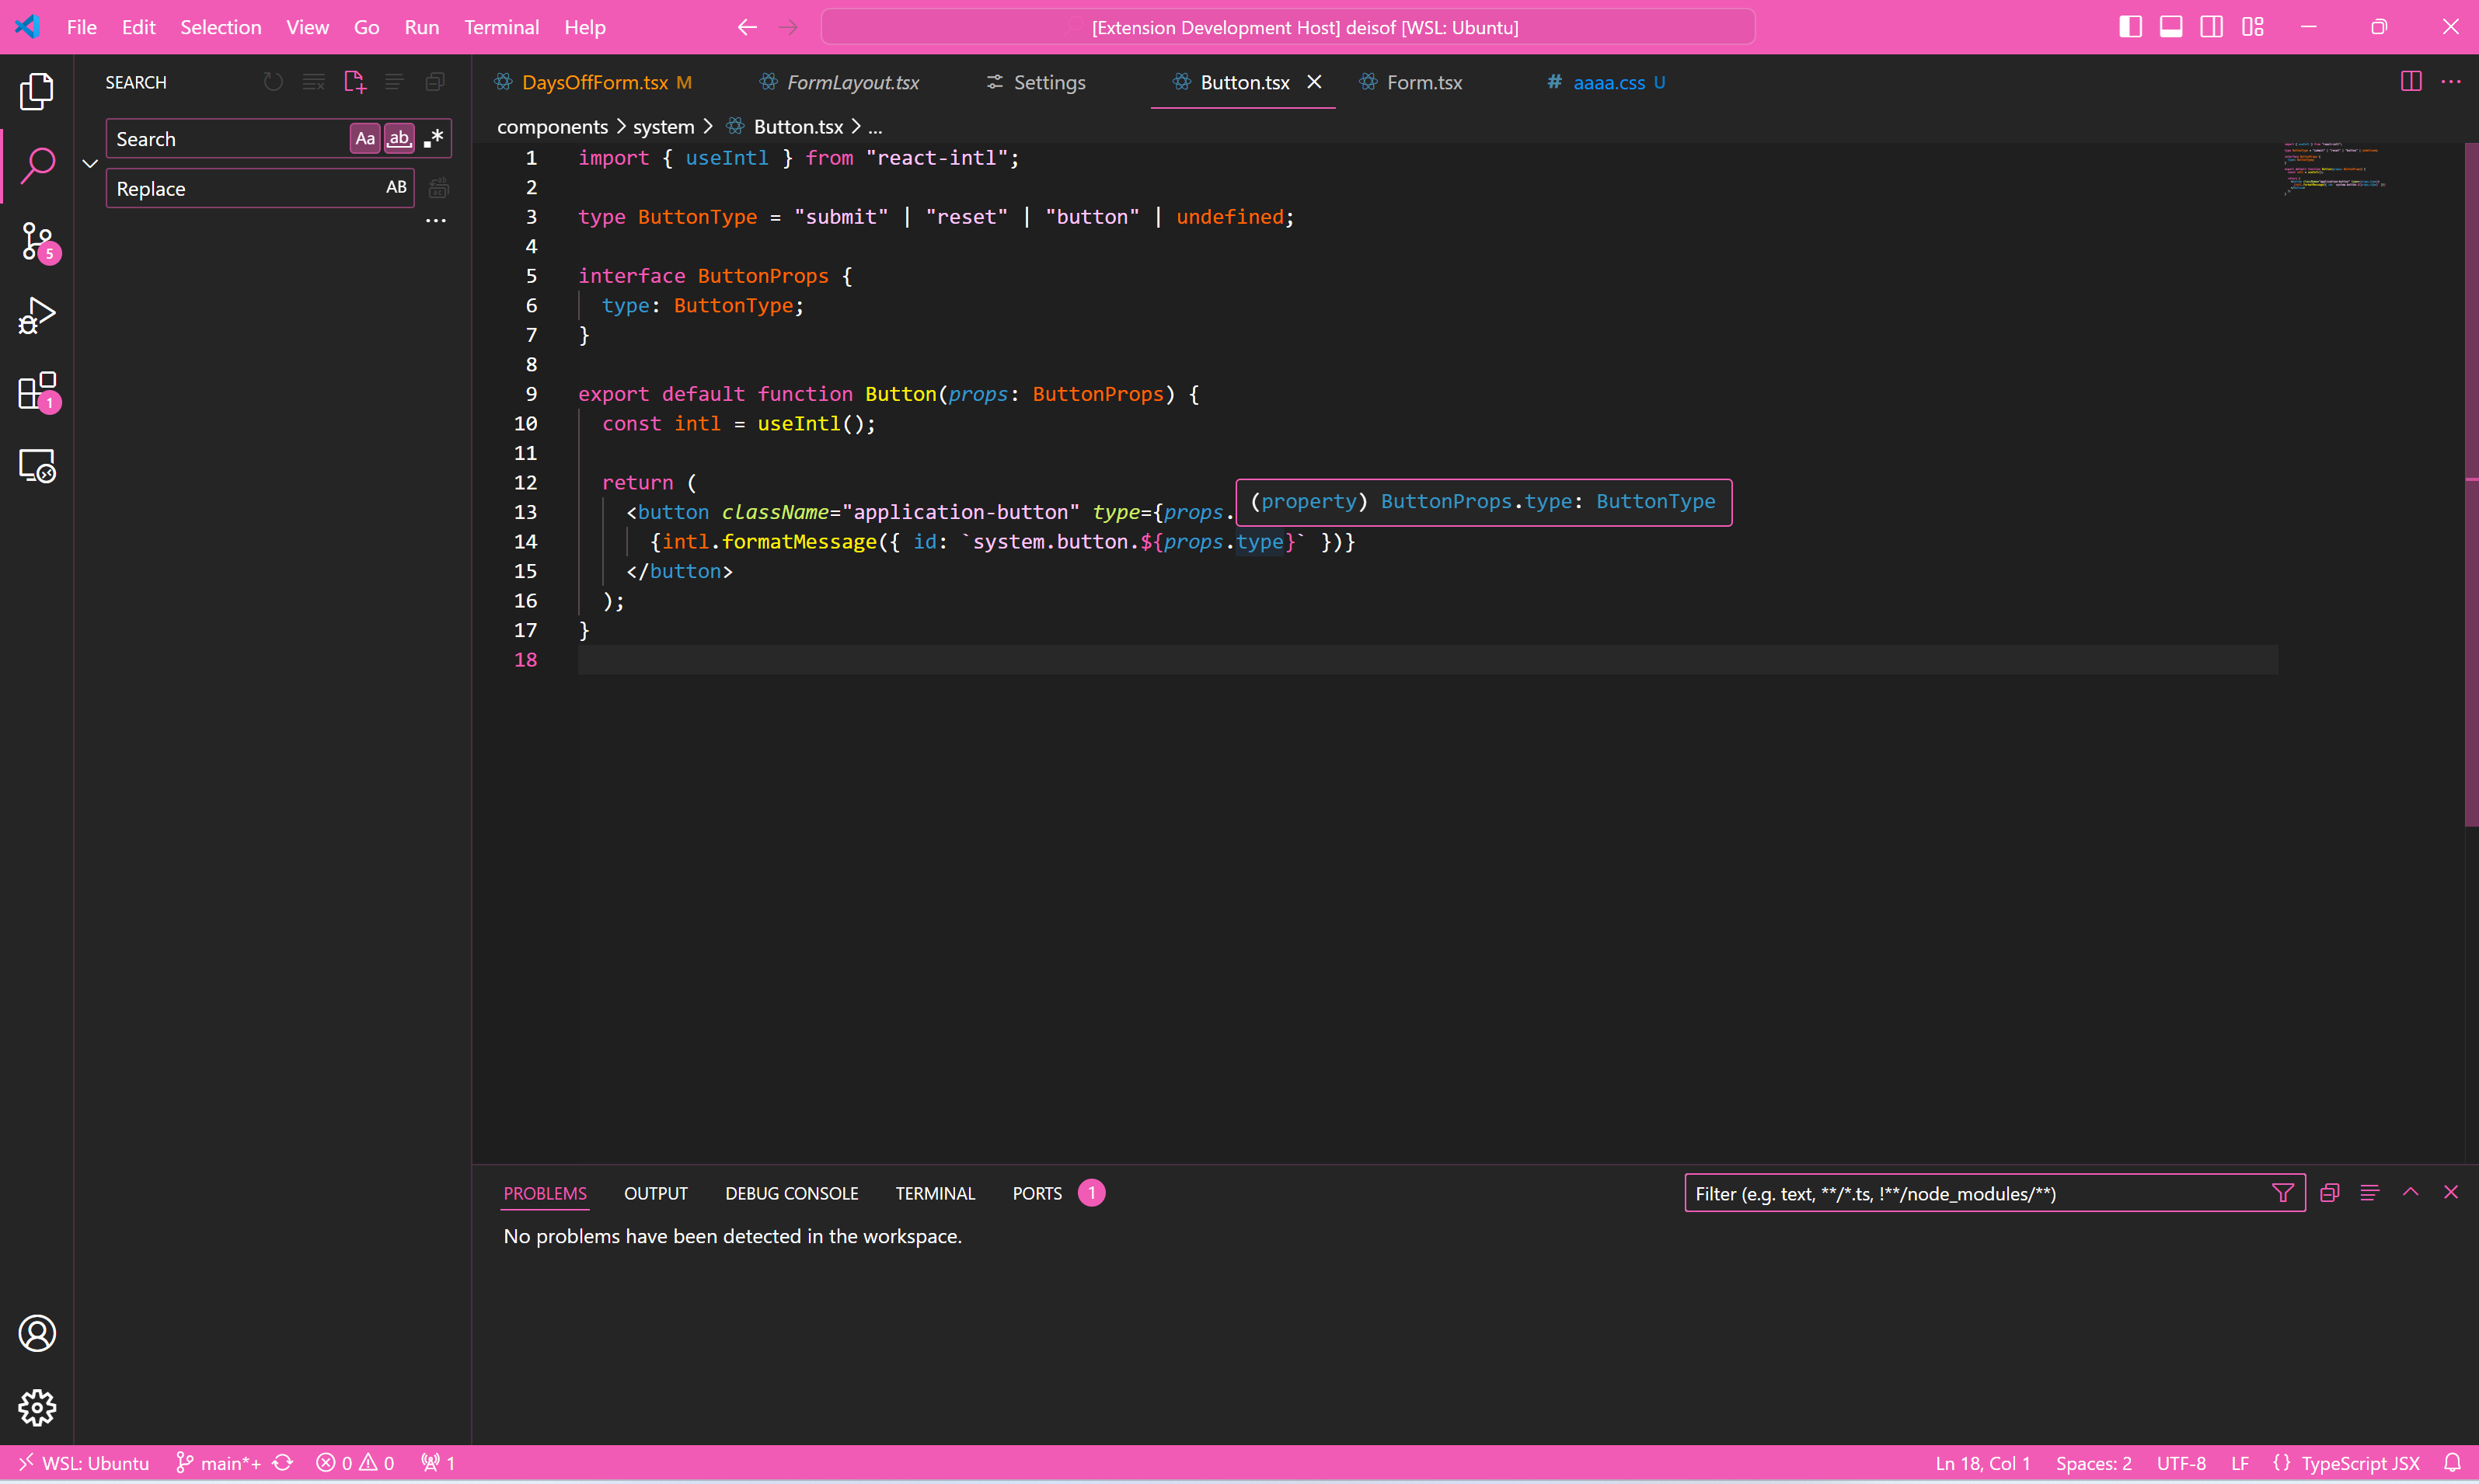 File Edit Selection View Go Run Terminal Help
[Extension Development Host] deisof [WSL: Ubuntu]
SEARCH
Search Aa ab .*
Replace AB
...
5
1
DaysOffForm.tsx M FormLayout.tsx Settings Button.tsx Form.tsx # aaaa.css U
components > system > Button.tsx > ...
1 import { useIntl } from "react-intl";
2
3 type ButtonType = "submit" | "reset" | "button" | undefined;
4
5 interface ButtonProps {
6 type: ButtonType;
7 }
8
9 export default function Button(props: ButtonProps) {
10 const intl = useIntl();
11
12 return (
(property) ButtonProps.type: ButtonType
13 <button className="application-button" type={props.
14 {intl.formatMessage({ id: `system.button.${props.type}` })}
15 </button>
16 );
17 }
18
PROBLEMS OUTPUT DEBUG CONSOLE TERMINAL PORTS 1
Filter (e.g. text, **/*.ts, !**/node_modules/**)
No problems have been detected in the workspace.
WSL: Ubuntu main*+ 0 0 1
Ln 18, Col 1 Spaces: 2 UTF-8 LF {} TypeScript JSX